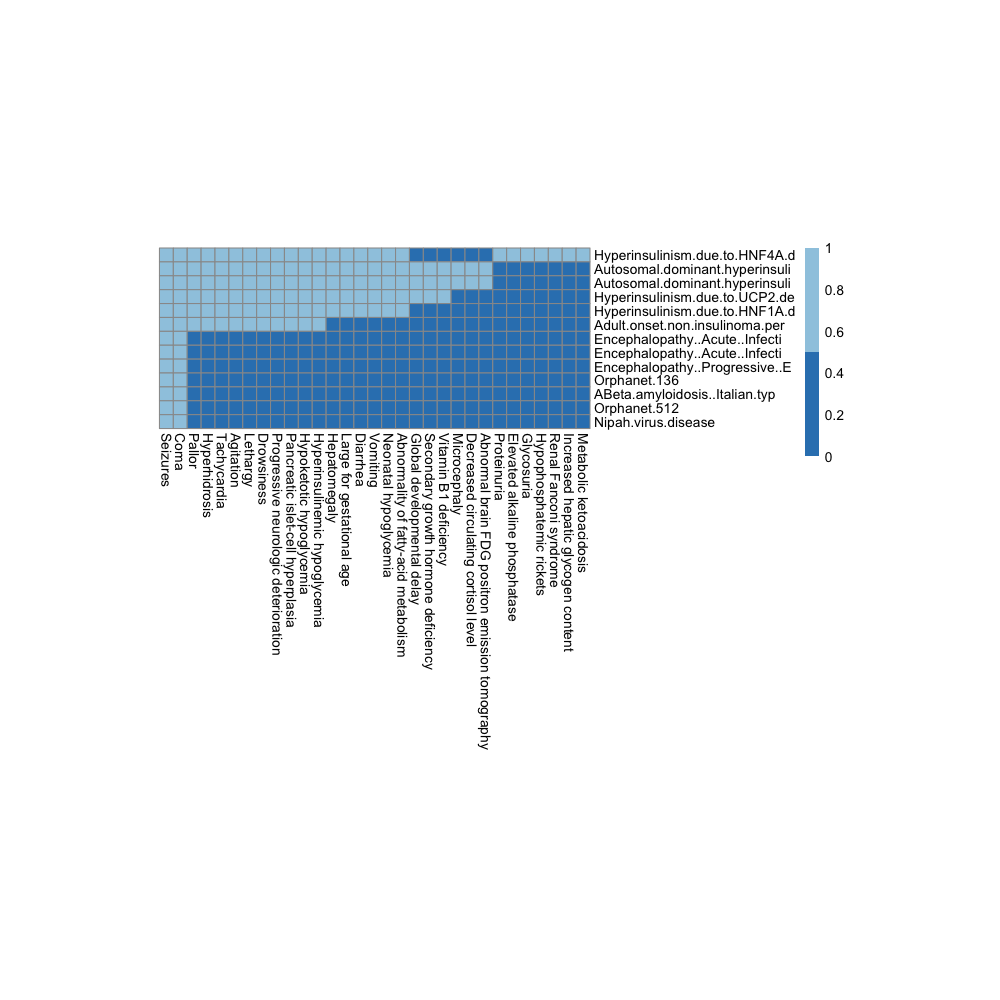 Hyperinsulinism.due.to.HNF4A.d
Autosomal.dominant.hyperinsuli
Autosomal.dominant.hyperinsuli
Hyperinsulinism.due.to.UCP2.de
Hyperinsulinism.due.to.HNF1A.d
Adult.onset.non.insulinoma.per
Encephalopathy..Acute..Infecti
Encephalopathy..Acute..Infecti
Encephalopathy..Progressive..E
Orphanet.136
ABeta.amyloidosis..Italian.typ
Orphanet.512
Nipah.virus.disease
1
0.8
0.6
0.4
0.2
0
Seizures
Coma
Pallor
Hyperhidrosis
Tachycardia
Agitation
Lethargy
Drowsiness
Progressive neurologic deterioration
Pancreatic islet-cell hyperplasia
Hypoketotic hypoglycemia
Hyperinsulinemic hypoglycemia
Hepatomegaly
Large for gestational age
Diarrhea
Vomiting
Neonatal hypoglycemia
Abnormality of fatty-acid metabolism
Global developmental delay
Secondary growth hormone deficiency
Vitamin B1 deficiency
Microcephaly
Decreased circulating cortisol level
Abnormal brain FDG positron emission tomography
Proteinuria
Elevated alkaline phosphatase
Glycosuria
Hypophosphatemic rickets
Renal Fanconi syndrome
Increased hepatic glycogen content
Metabolic ketoacidosis